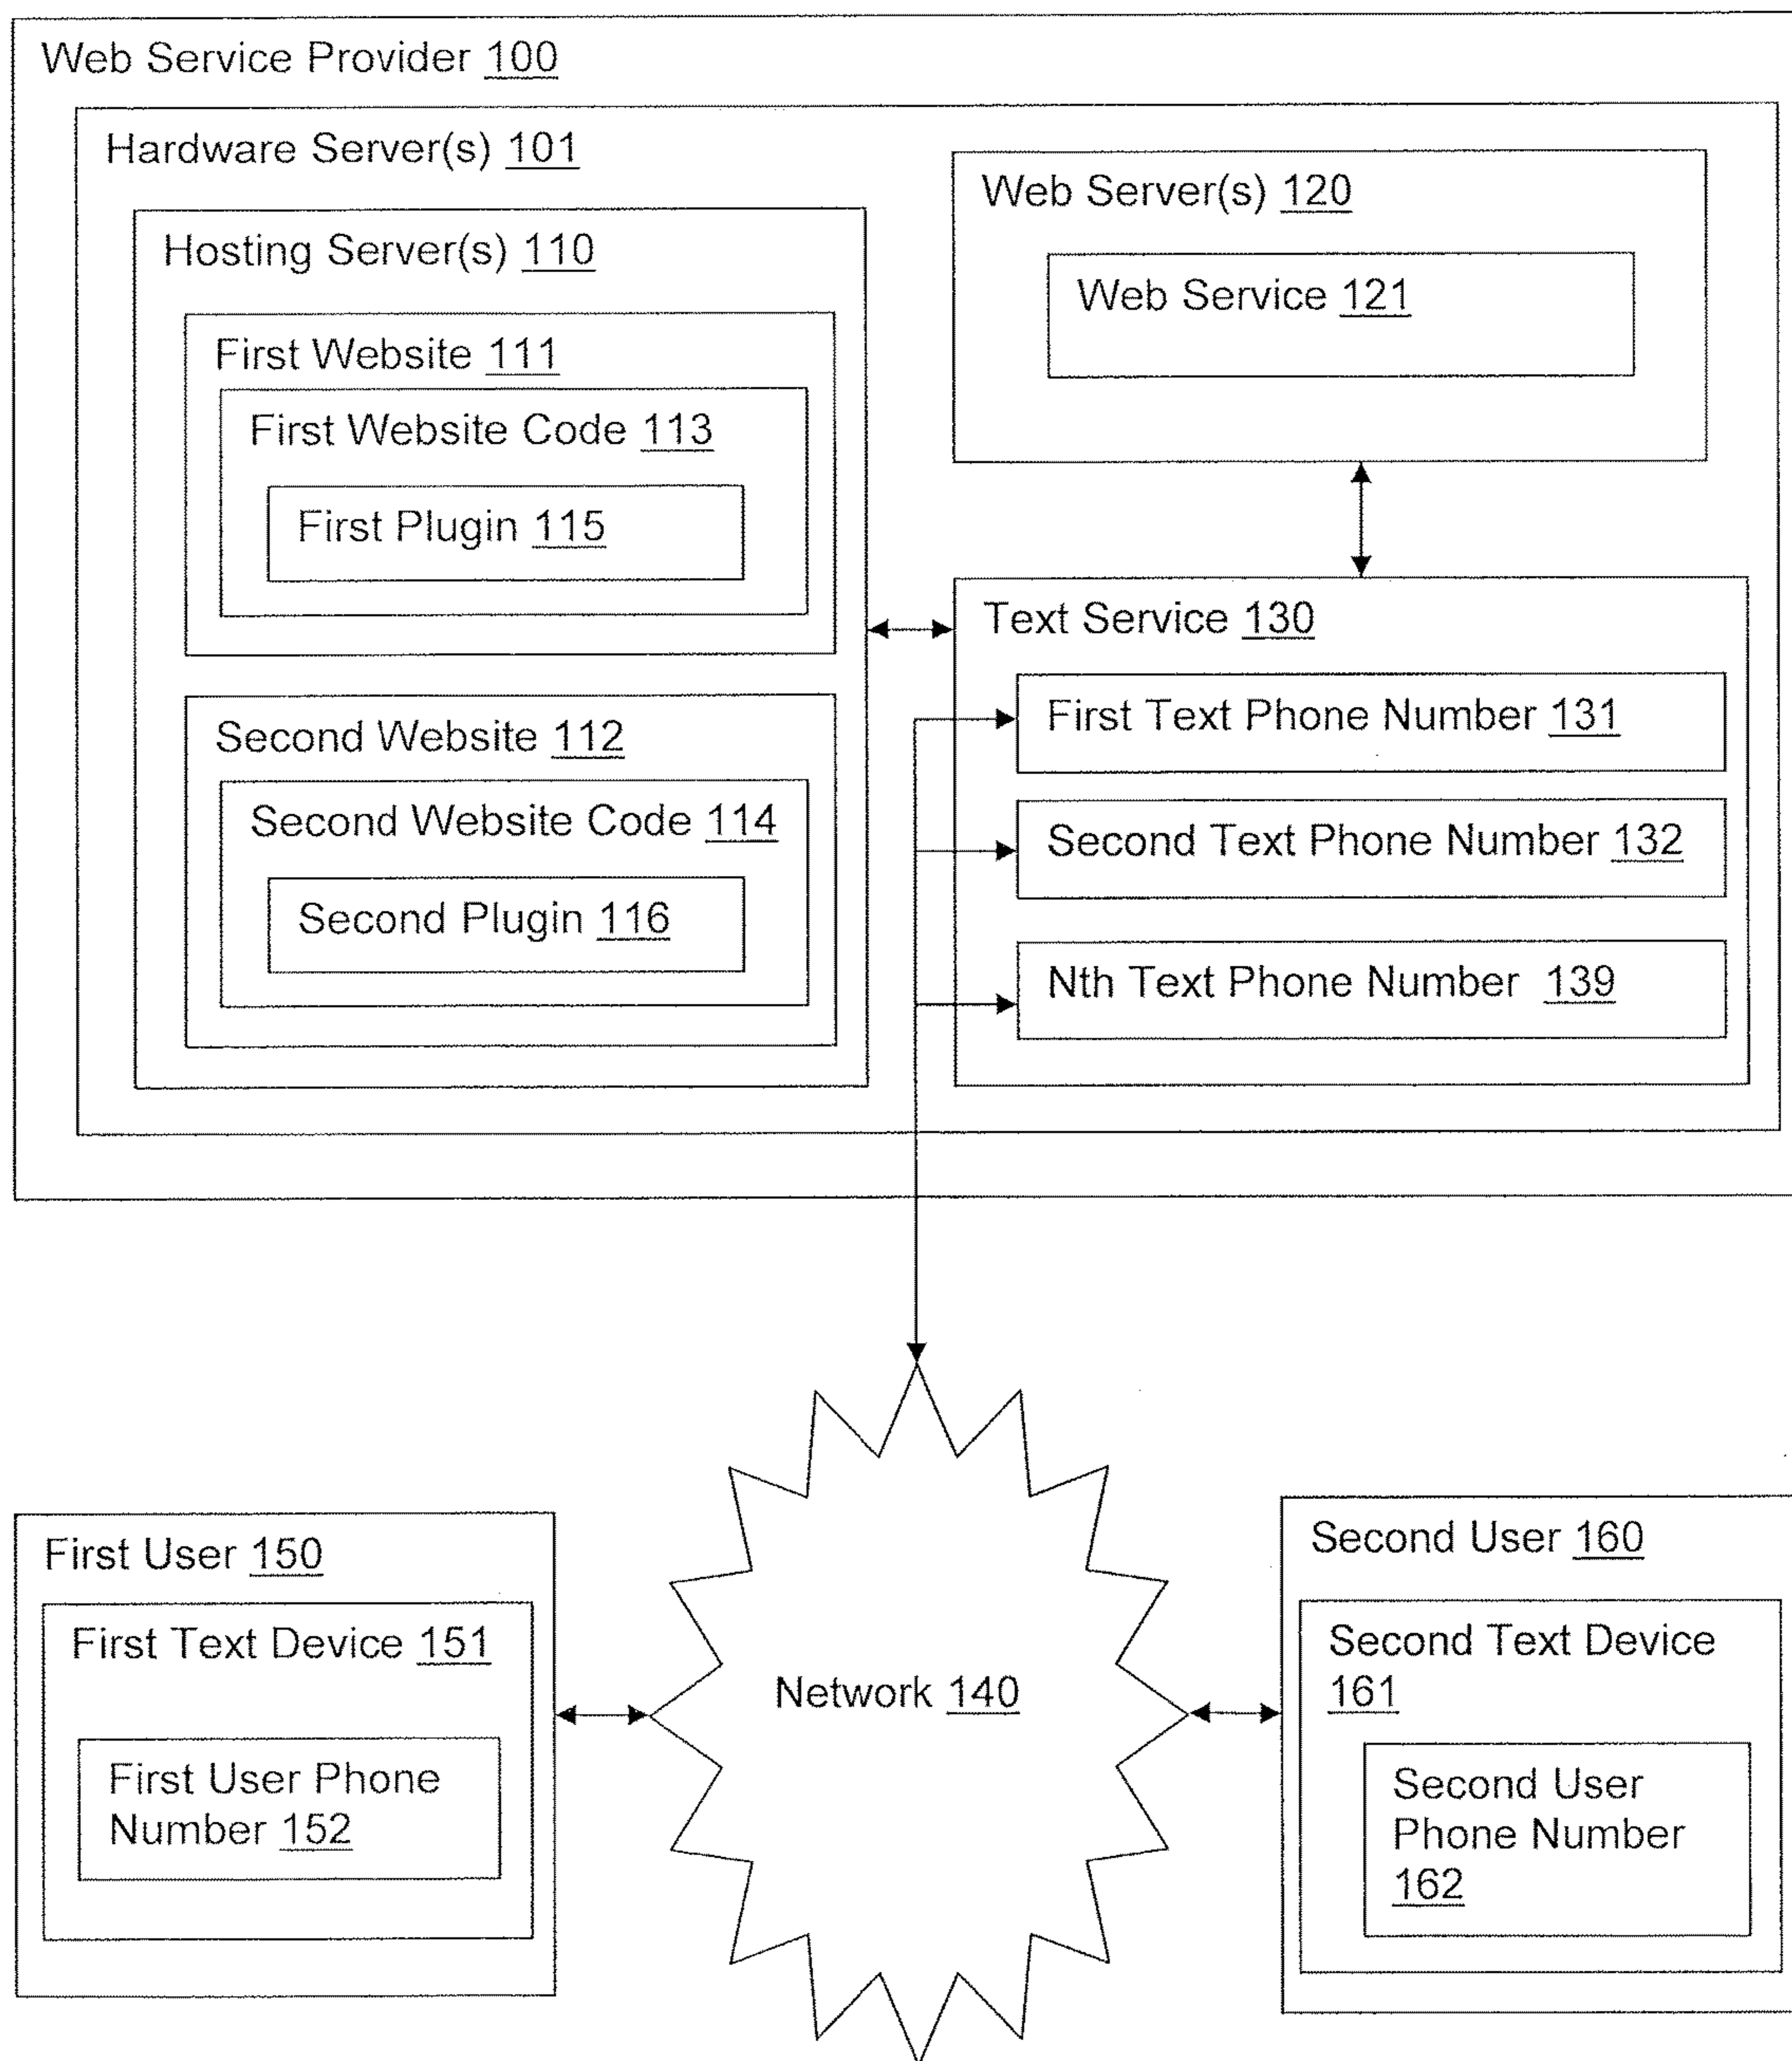 Web Service Provider 100
Hardware Server(s) 101
Hosting Server(s) 110
First Website 111
First Website Code 113
First Plugin 115
Second Website 112
Second Website Code 114
Second Plugin 116
Web Server(s) 120
Web Service 121
Text Service 130
First Text Phone Number 131
Second Text Phone Number 132
Nth Text Phone Number 139
First User 150
First Text Device 151
First User Phone
Number 152
Network 140
Second User 160
Second Text Device
161
Second User
Phone Number
162